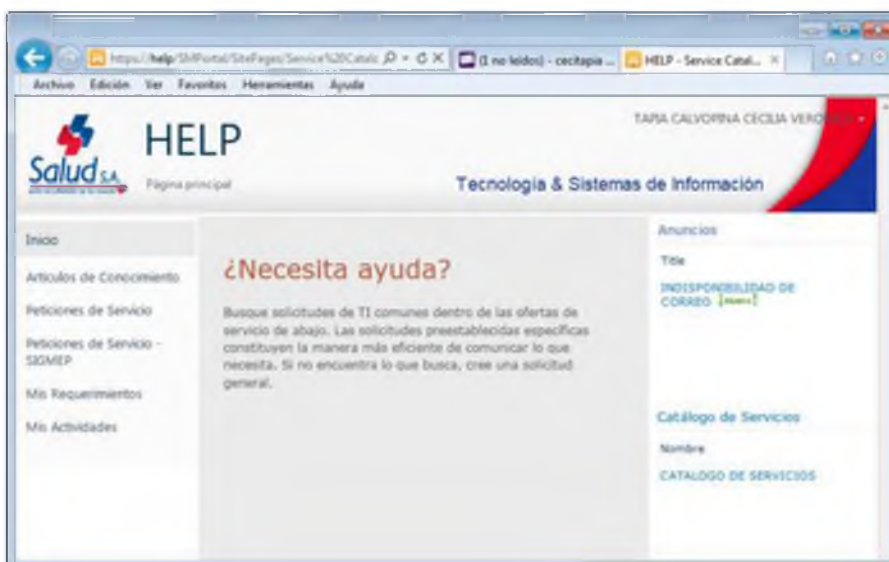 https://help/SMPortal/SitePages/Service%20Catalc
(1 no leídos) - cecitapia ...
HELP - Service Catal...
Archivo Edición Ver Favoritos Herramientas Ayuda
TAPIA CALVOPINA CECILIA
HELP
Salud S.A.
Página principal
Tecnología & Sistemas de Información
Inicio
Artículos de Conocimiento
Peticiones de Servicio
Peticiones de Servicio -
SIGMEP
Mis Requerimientos
Mis Actividades
¿Necesita ayuda?
Busque solicitudes de TI comunes dentro de las ofertas de
servicio de abajo. Las solicitudes preestablecidas específicas
constituyen la manera más eficiente de comunicar lo que
necesita. Si no encuentra lo que busca, cree una solicitud
general.
Anuncios
Title
INDISPONIBILIDAD DE
CORREO
Catálogo de Servicios
Nombre
CATALOGO DE SERVICIOS